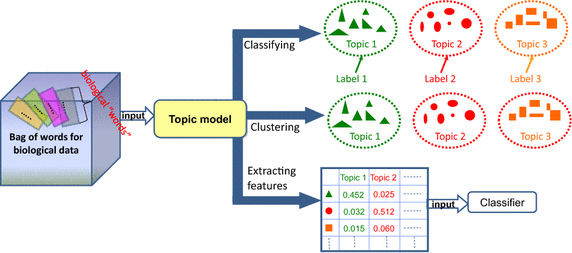 Classifying
Topic 1
Topic 2
Topic 3
Label 1
Label 2
Label 3
biological "words"
Bag of words for
biological data
input
Topic model
Clustering
Topic 1
Topic 2
Topic 3
Extracting
features
Topic 1 Topic 2 ------
0.452 0.025 ------
0.032 0.512 ------
0.015 0.060 ------
input
Classifier